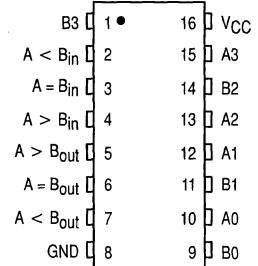 B3 1 16 VCC
A < Bin 2 15 A3
A = Bin 3 14 B2
A > Bin 4 13 A2
A > Bout 5 12 A1
A = Bout 6 11 B1
A < Bout 7 10 A0
GND 8 9 B0